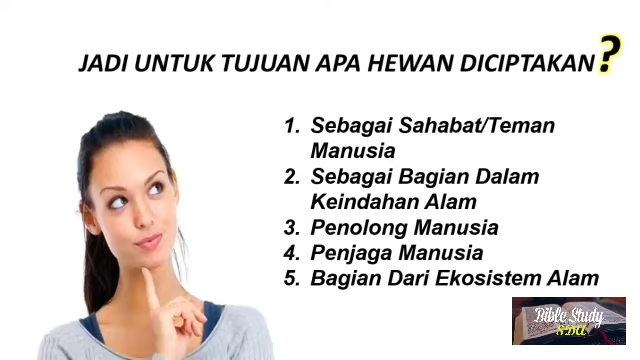 JADI UNTUK TUJUAN APA HEWAN DICIPTAKAN?
1. Sebagai Sahabat/Teman
Manusia
2. Sebagai Bagian Dalam
Keindahan Alam
3. Penolong Manusia
4. Penjaga Manusia
5. Bagian Dari Ekosistem Alam
Bible Study
SDA